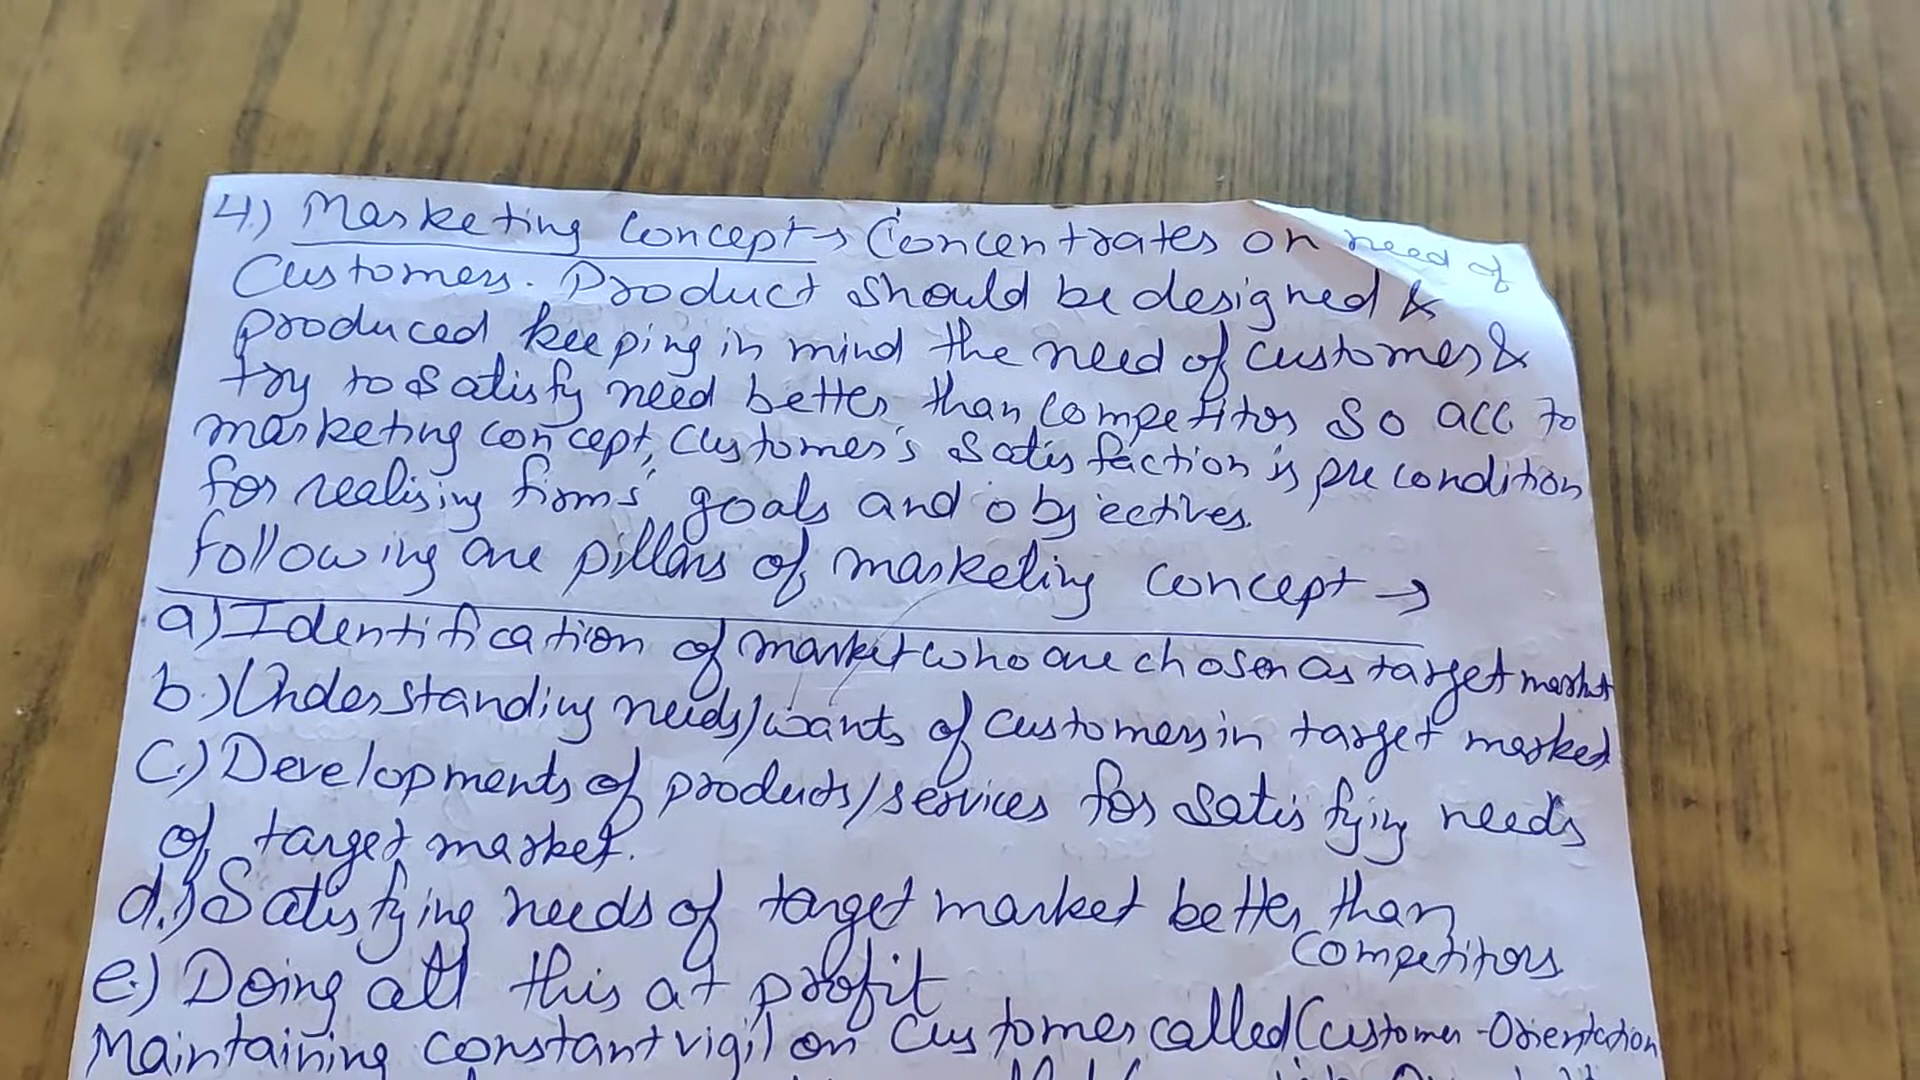 4.) Marketing Concept → Concentrates on need of
Customers. Product should be designed &
produced keeping in mind the need of customer &
try to satisfy need better than competitor So acc to
marketing concept, customer's satisfaction is pre condition
for realising firms' goals and objectives.
following are pillars of marketing concept →
a) Identification of market who are chosen as target market
b.) Understanding needs/wants of customers in target market
C.) Developments of products/services for satisfying needs
of target market.
d.) Satisfying needs of target market better than
competitors
e.) Doing all this at profit
Maintaining constant vigil on Customer called (Customer-Orientation